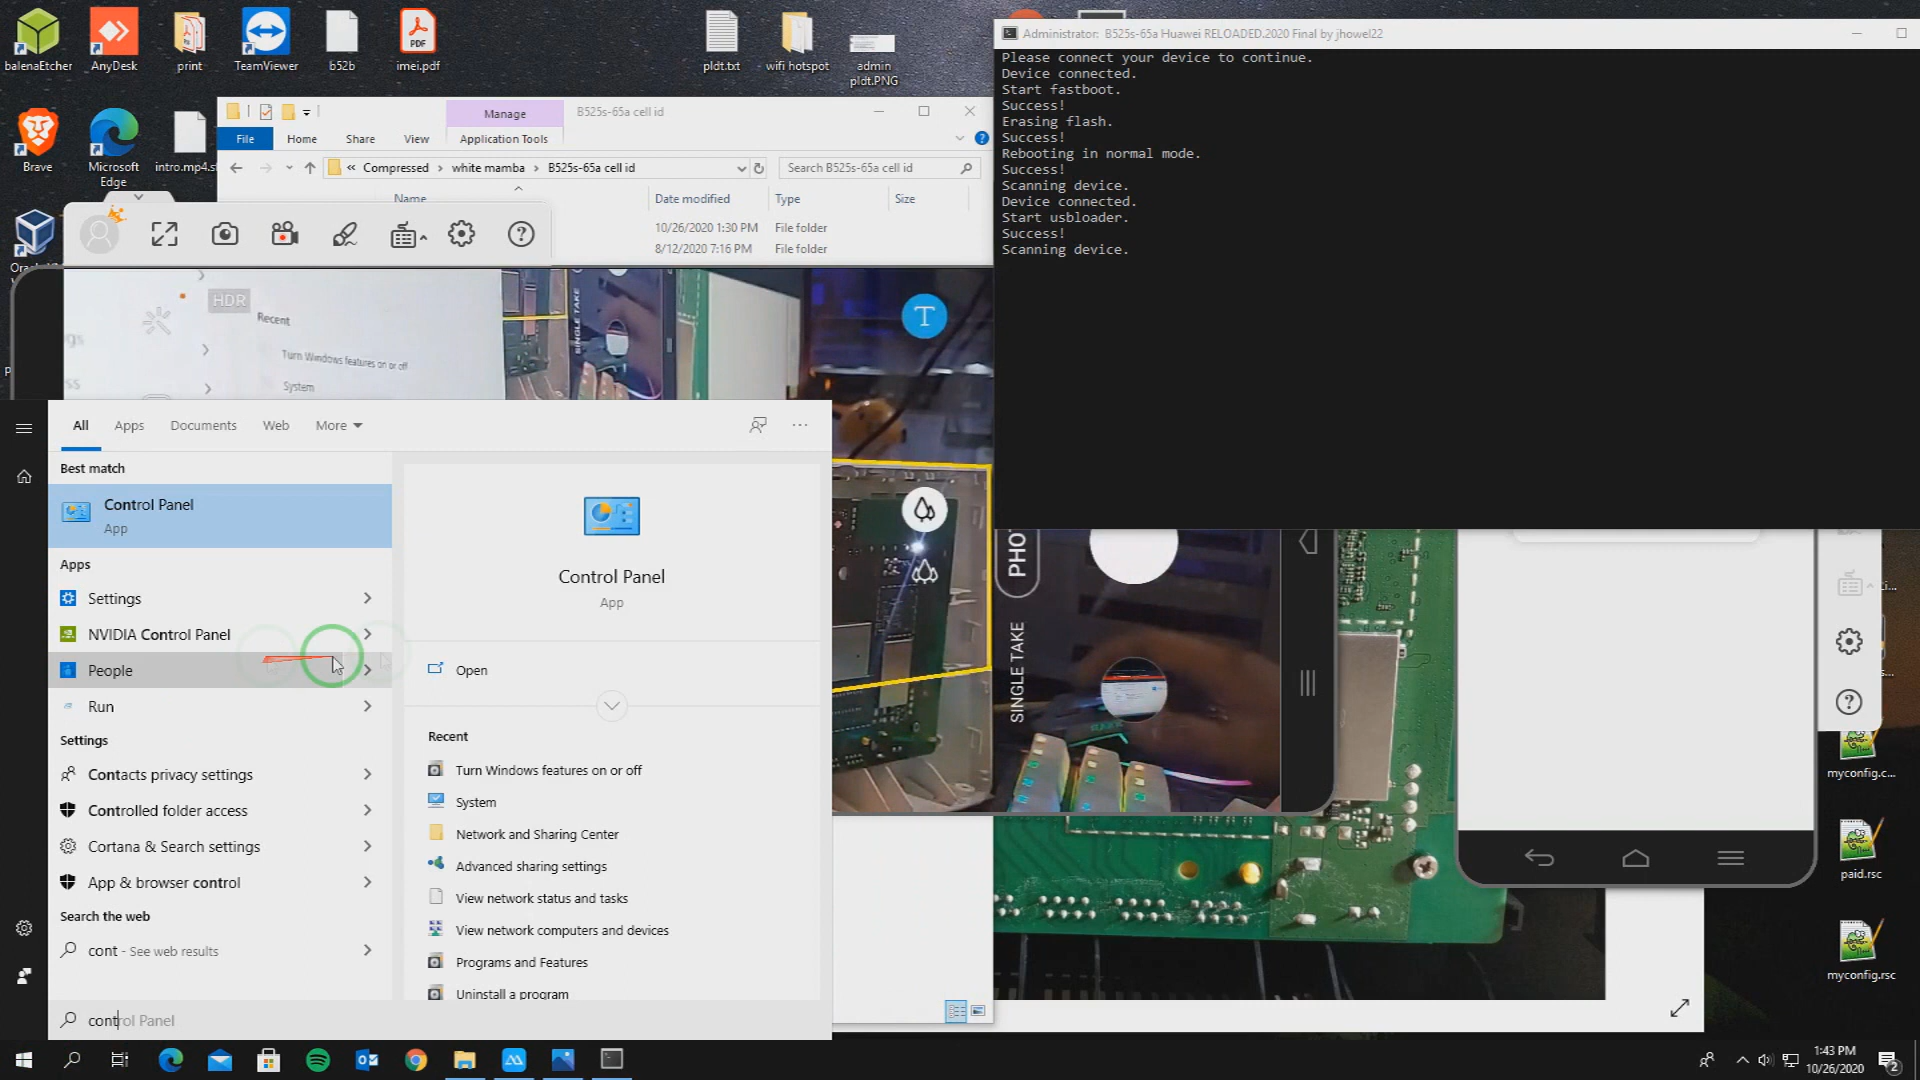 balenaEtcher
AnyDesk
print
TeamViewer
b52b
PDF
imei.pdf
pldt.txt
wifi hotspot
admin
pldt.PNG
Brave
Microsoft
Edge
intro.mp4.s
Manage
B525s-65a cell id
File
Home
Share
View
Application Tools
« Compressed › white mamba › B525s-65a cell id
Search B525s-65a cell id
Name
Date modified
Type
Size
10/26/2020 1:30 PM
File folder
8/12/2020 7:16 PM
File folder
HDR
Recent
Turn Windows features on or off
System
SINGLE TAKE
T
Administrator: B525s-65a Huawei RELOADED.2020 Final by jhowel22
Please connect your device to continue.
Device connected.
Start fastboot.
Success!
Erasing flash.
Success!
Rebooting in normal mode.
Success!
Scanning device.
Device connected.
Start usbloader.
Success!
Scanning device.
All
Apps
Documents
Web
More
Best match
Control Panel
App
Apps
Settings
NVIDIA Control Panel
People
Run
Settings
Contacts privacy settings
Controlled folder access
Cortana & Search settings
App & browser control
Search the web
cont - See web results
Control Panel
App
Open
Recent
Turn Windows features on or off
System
Network and Sharing Center
Advanced sharing settings
View network status and tasks
View network computers and devices
Programs and Features
Uninstall a program
control Panel
PHO
SINGLE TAKE
myconfig.c...
paid.rsc
myconfig.rsc
1:43 PM
10/26/2020
2